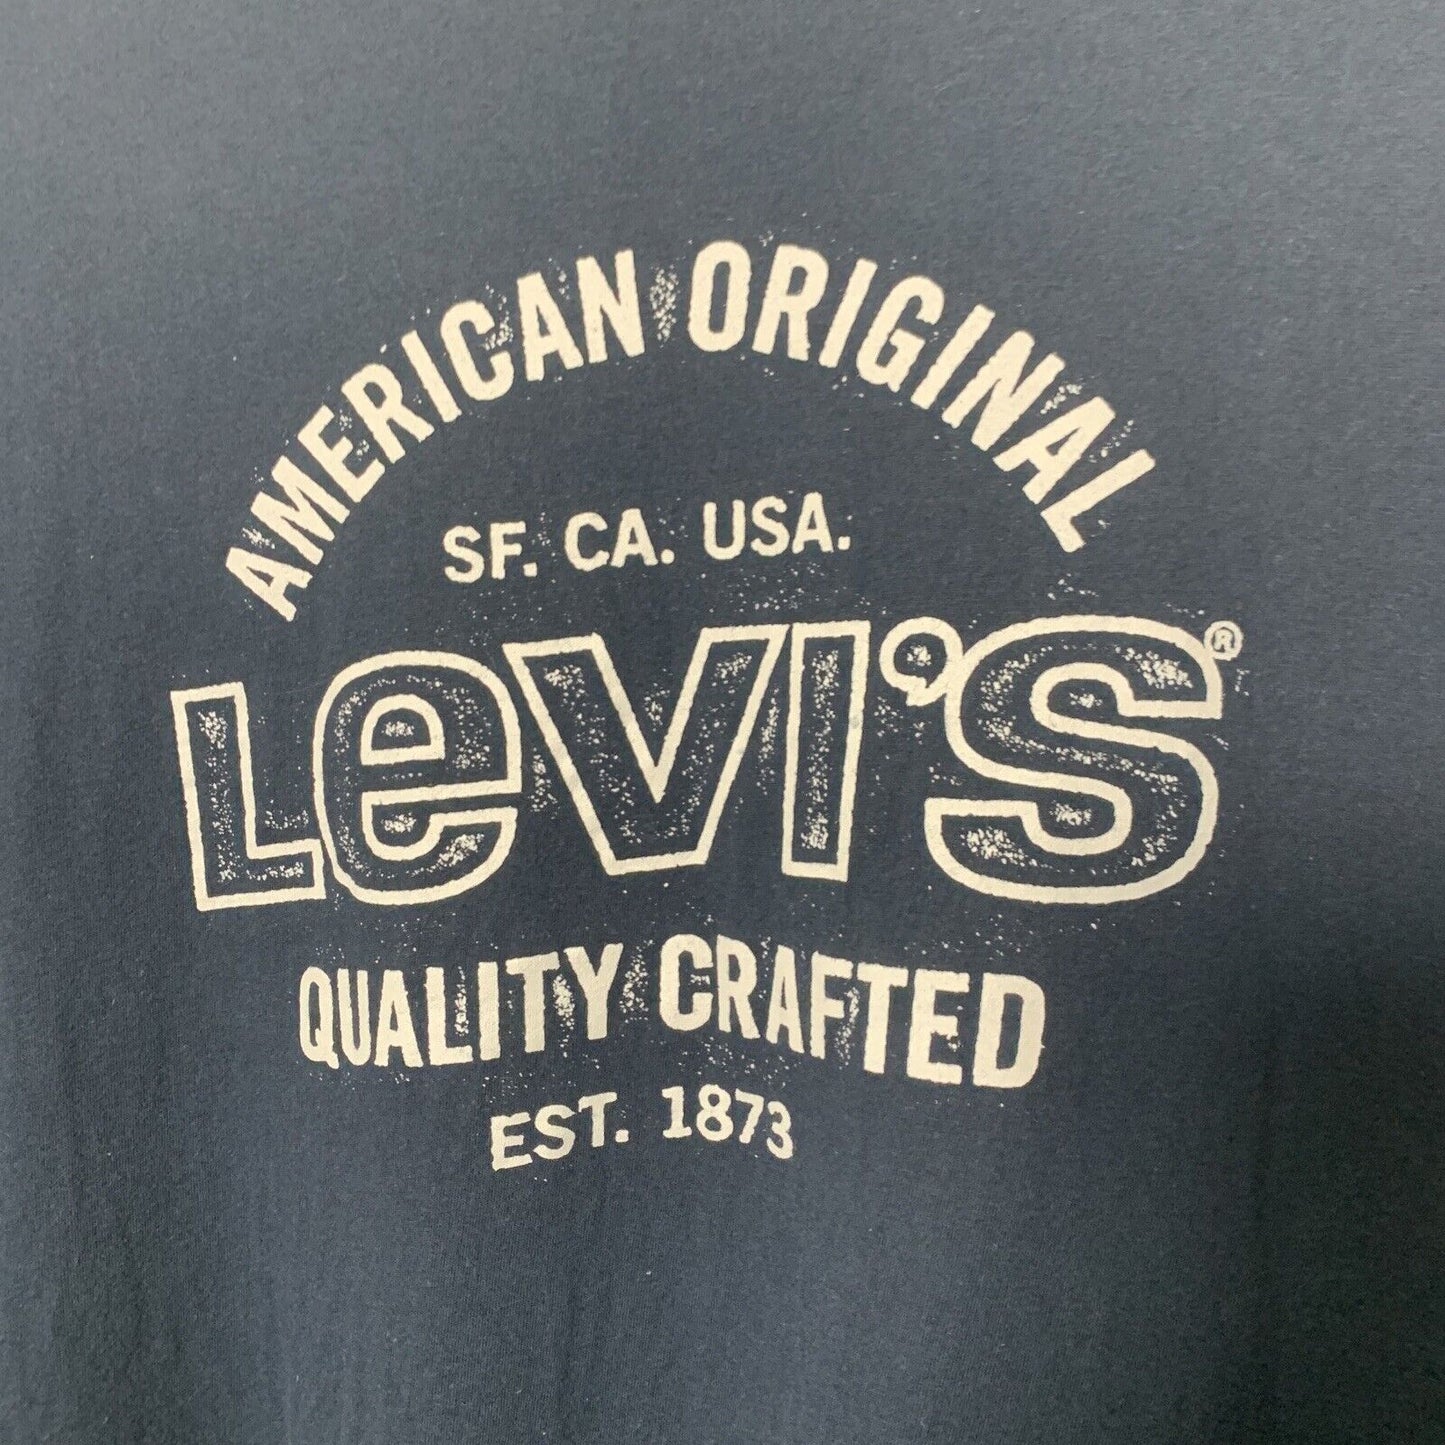 AMERICAN ORIGINAL
SF. CA. USA.
Levi's®
QUALITY CRAFTED
EST. 1873